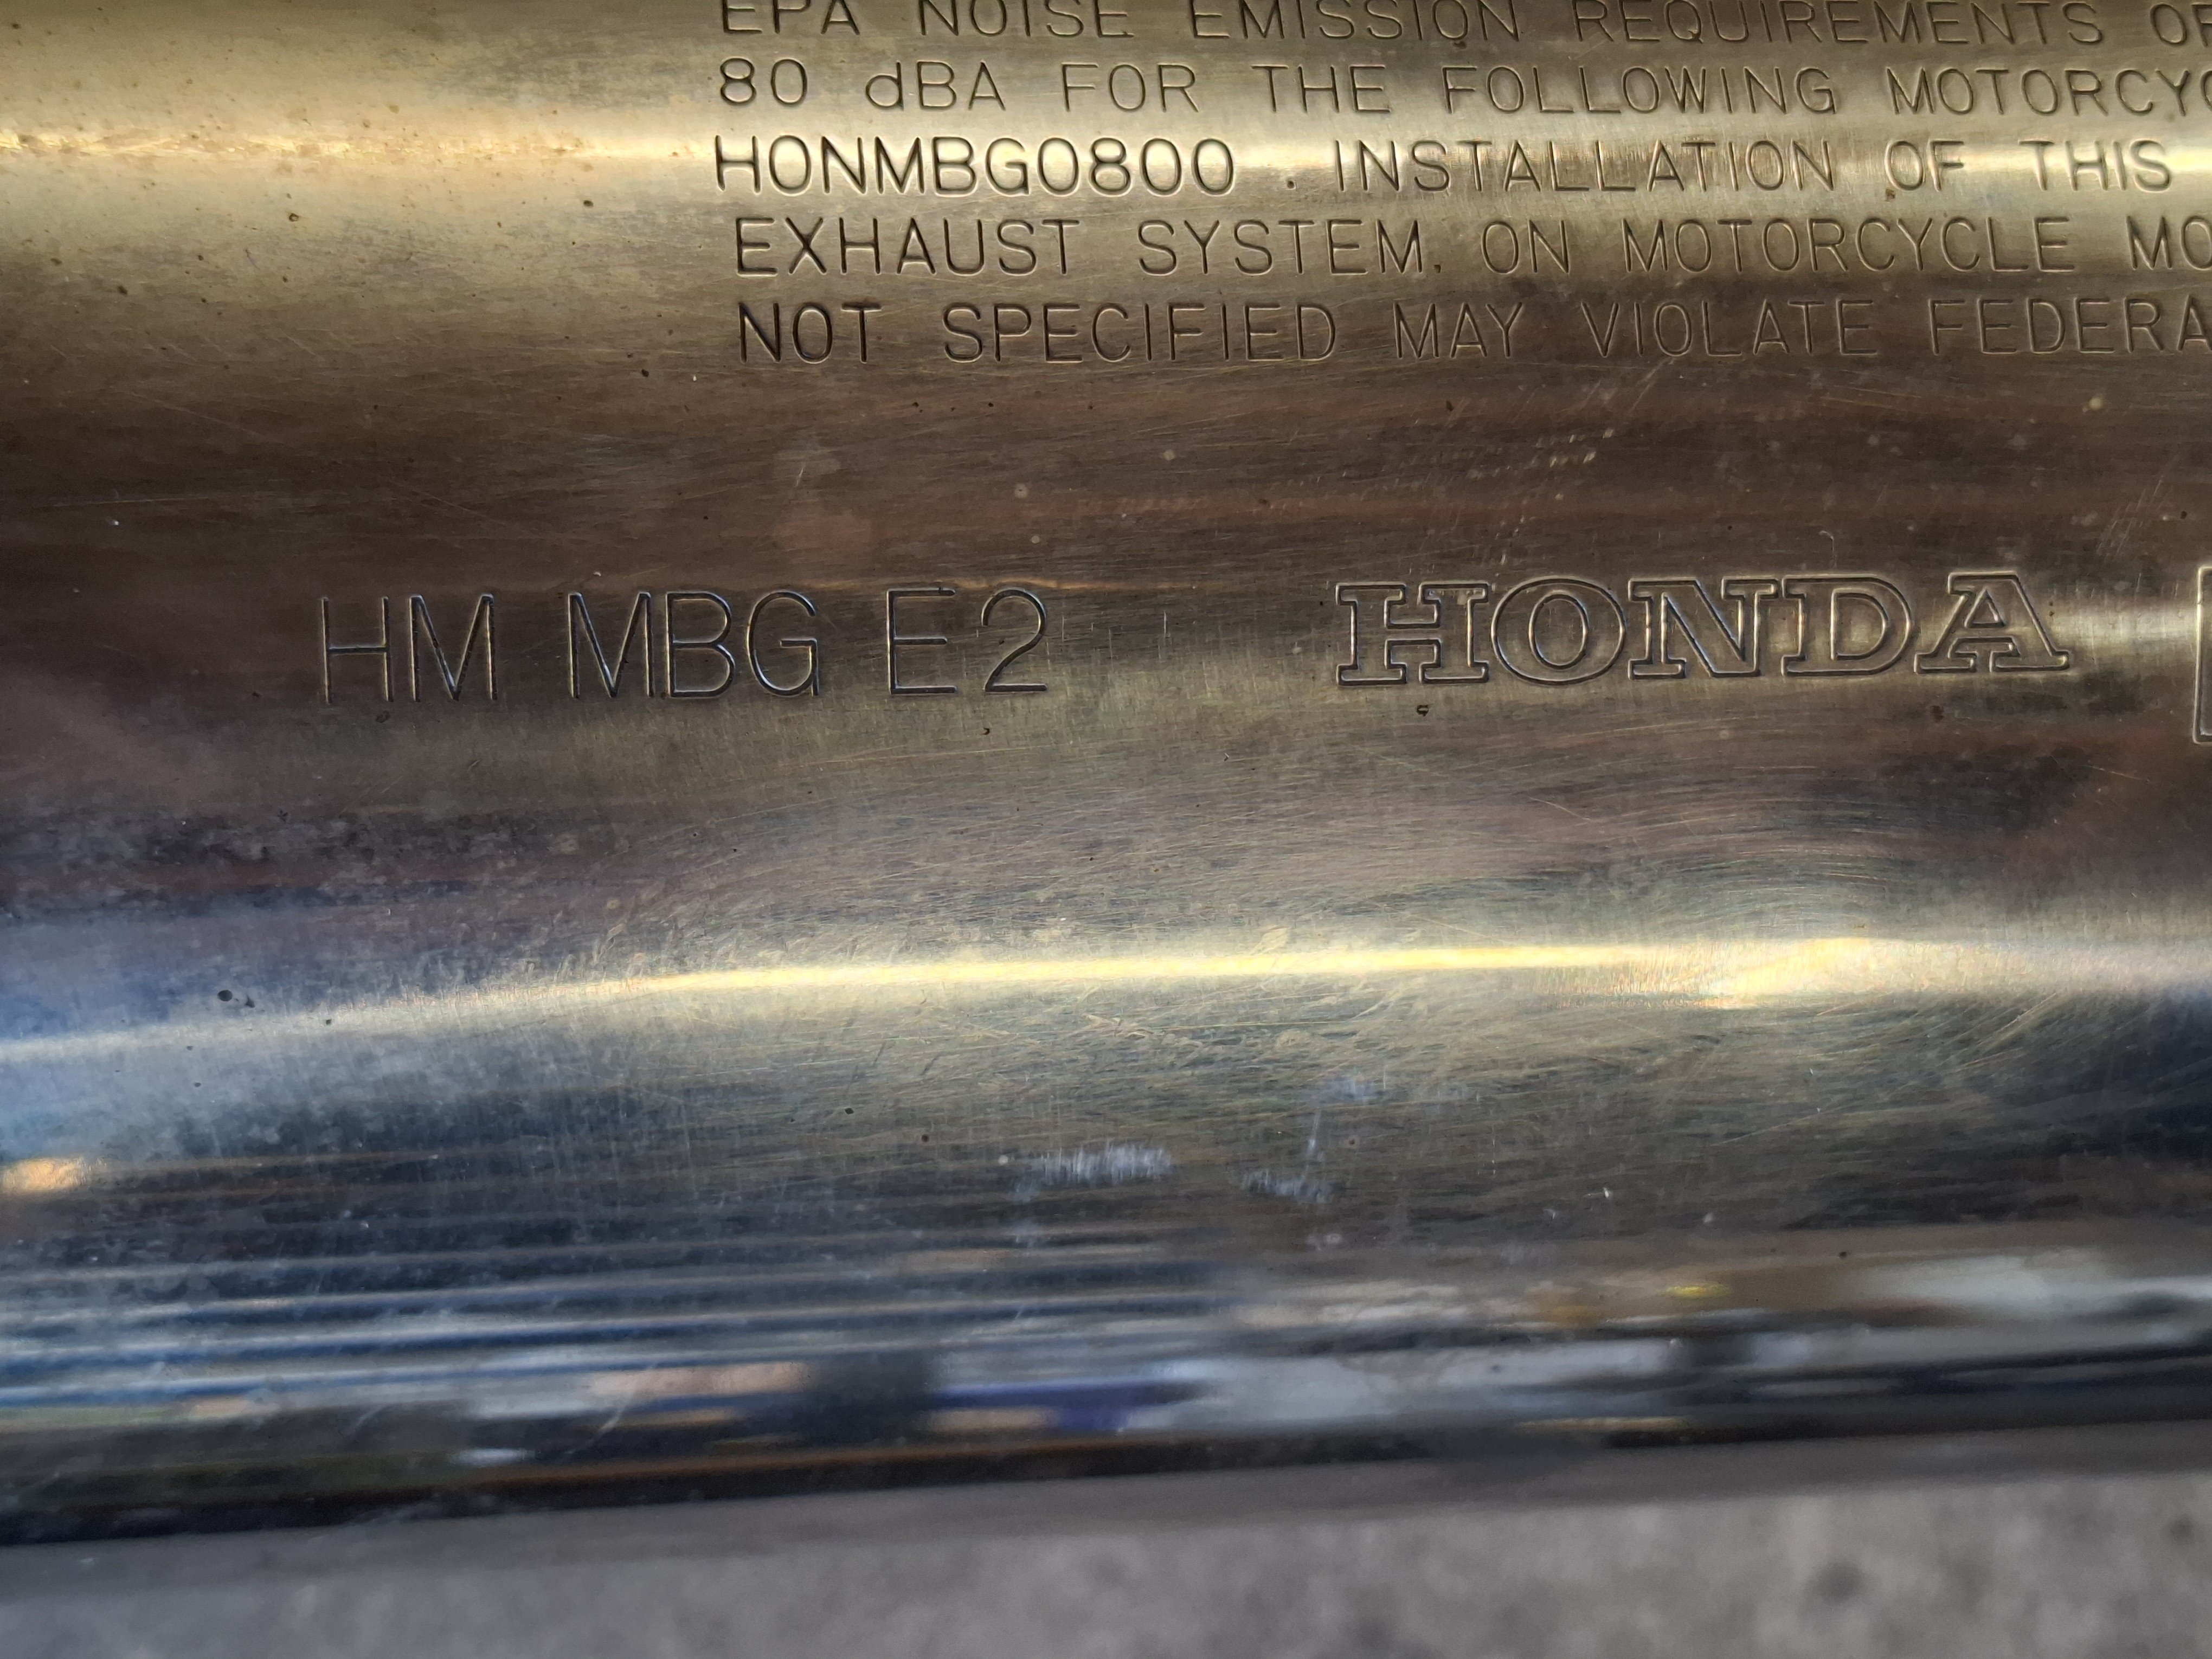 EPA NOISE EMISSION REQUIREMENTS OF
80 dBA FOR THE FOLLOWING
HONMBG0800 . INSTALLATION OF THIS
EXHAUST SYSTEM. ON MOTORCYCLE
NOT SPECIFIED MAY VIOLATE
HM MBG E2 HONDA